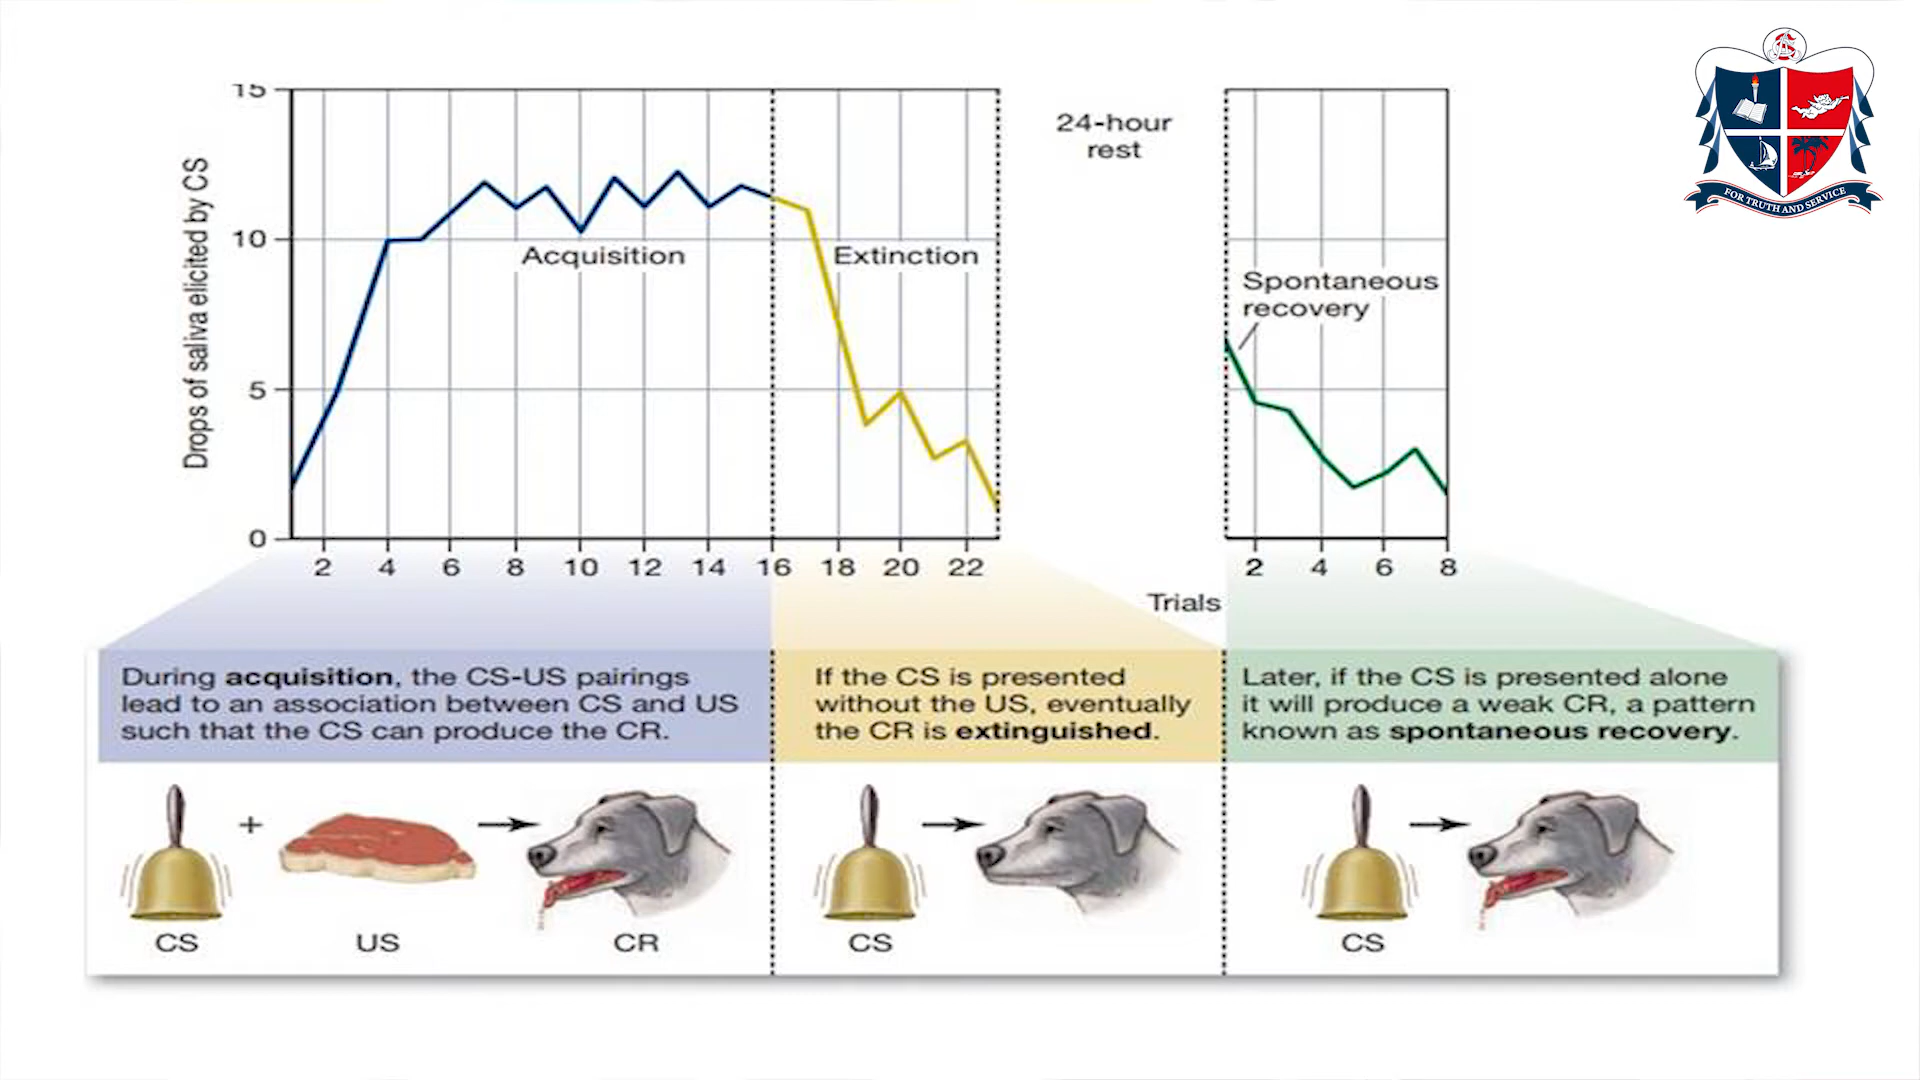 15
10
5
0
Drops of saliva elicited by CS
Acquisition
Extinction
24-hour
rest
Spontaneous
recovery
2 4 6 8 10 12 14 16 18 20 22
2 4 6 8
Trials
During acquisition, the CS-US pairings
lead to an association between CS and US
such that the CS can produce the CR.
If the CS is presented
without the US, eventually
the CR is extinguished.
Later, if the CS is presented alone
it will produce a weak CR, a pattern
known as spontaneous recovery.
+
CS
US
CR
CS
CS
FOR TRUTH AND SERVICE